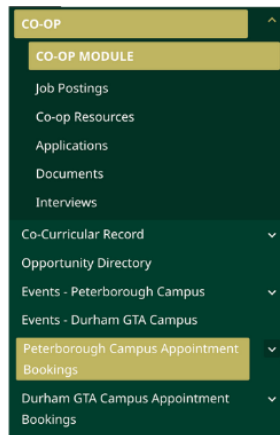 CO-OP
CO-OP MODULE
Job Postings
Co-op Resources
Applications
Documents
Interviews
Co-Curricular Record
Opportunity Directory
Events - Peterborough Campus
Events - Durham GTA Campus
Peterborough Campus Appointment
Bookings
Durham GTA Campus Appointment
Bookings